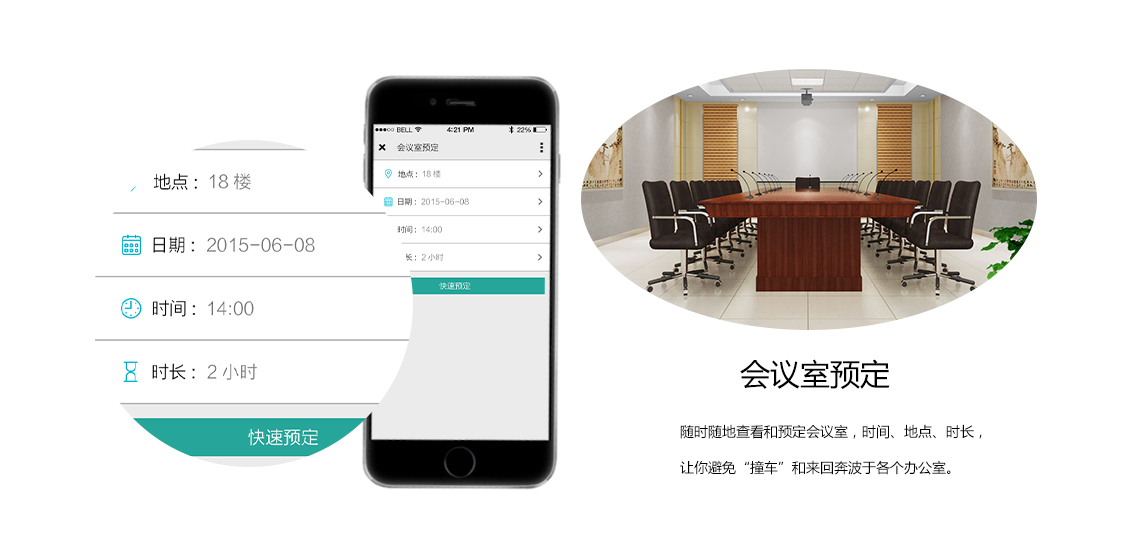 地点：18 楼
日期：2015-06-08
时间：14:00
时长：2 小时
快速预定
BELL 4:21 PM 22%
会议室预定
地点：18 楼
日期：2015-06-08
时间：14:00
长：2 小时
快速预定
会议室预定
随时随地查看和预定会议室，时间、地点、时长，
让你避免“撞车”和来回奔波于各个办公室。